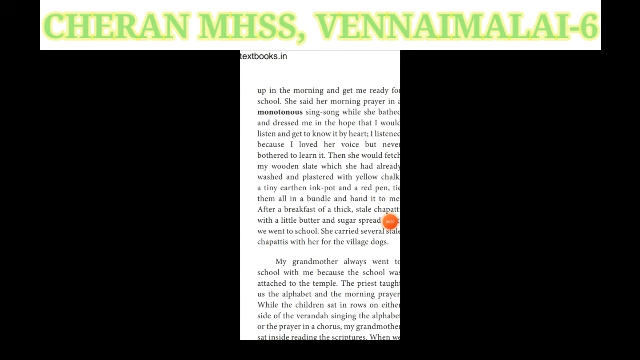 CHERAN MHSS, VENNAIMALAI-6
textbooks.in
up in the morning and get me ready for
school. She said her morning prayer in a
monotonous sing-song while she bathed
and dressed me in the hope that I would
listen and get to know it by heart; I listened
because I loved her voice but never
bothered to learn it. Then she would fetch
my wooden slate which she had already
washed and plastered with yellow chalk,
a tiny earthen ink-pot and a red pen, tie
them all in a bundle and hand it to me.
After a breakfast of a thick, stale chapatti
with a little butter and sugar spread
we went to school. She carried several stale
chapattis with her for the village dogs.
My grandmother always went to
school with me because the school was
attached to the temple. The priest taught
us the alphabet and the morning prayer.
While the children sat in rows on either
side of the verandah singing the alphabet
or the prayer in a chorus, my grandmother
sat inside reading the scriptures. When we